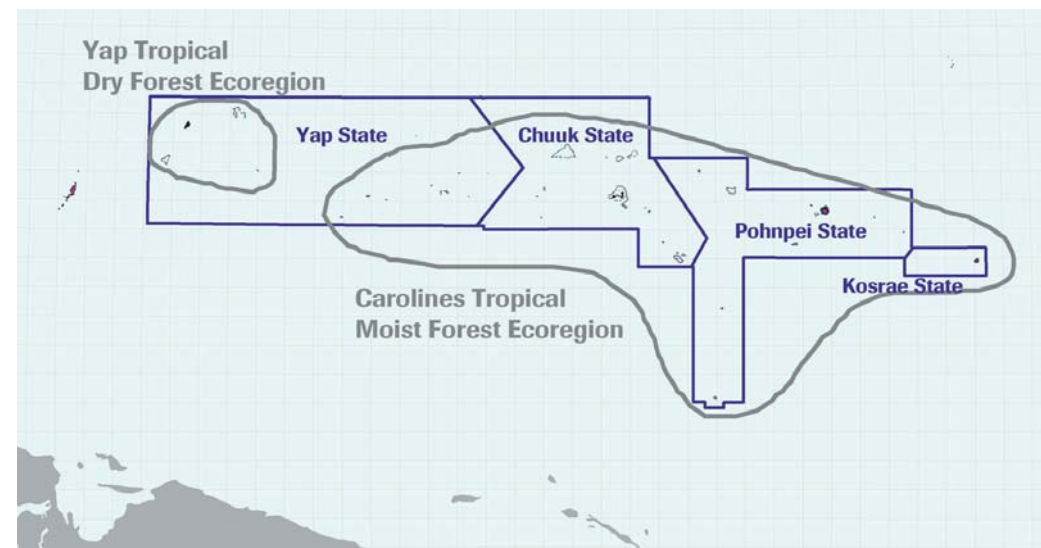 Yap Tropical
Dry Forest Ecoregion
Yap State
Chuuk State
Pohnpei State
Kosrae State
Carolines Tropical
Moist Forest Ecoregion